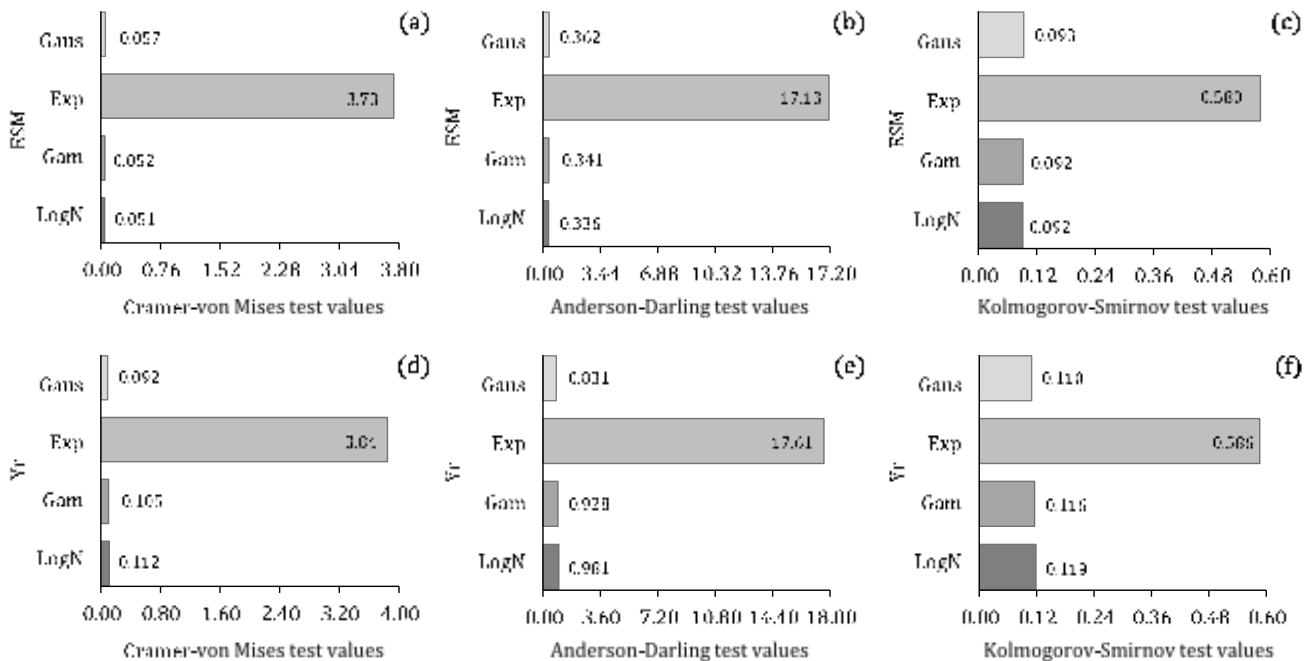 (a)
Gaus
0.057
Exp
3.73
Gam
0.052
LogN
0.051
0.00 0.76 1.52 2.28 3.04 3.80
Cramer-von Mises test values
(b)
Gaus
0.362
Exp
17.13
Gam
0.341
LogN
0.00 3.44 6.88 10.32 13.76 17.20
Anderson-Darling test values
(c)
Gaus
0.093
Exp
Gam
0.092
LogN
0.092
0.00 0.12 0.24 0.36 0.48 0.60
Kolmogorov-Smirnov test values
(d)
Yr
Gaus
0.092
Exp
3.84
Gam
0.105
LogN
0.112
0.00 0.80 1.60 2.40 3.20 4.00
Cramer-von Mises test values
(e)
Yr
Gaus
0.831
Exp
17.61
Gam
0.928
LogN
0.981
0.00 3.60 7.20 10.80 14.40 18.00
Anderson-Darling test values
(f)
Yr
Gaus
0.110
Exp
0.586
Gam
0.116
LogN
0.119
0.00 0.12 0.24 0.36 0.48 0.60
Kolmogorov-Smirnov test values